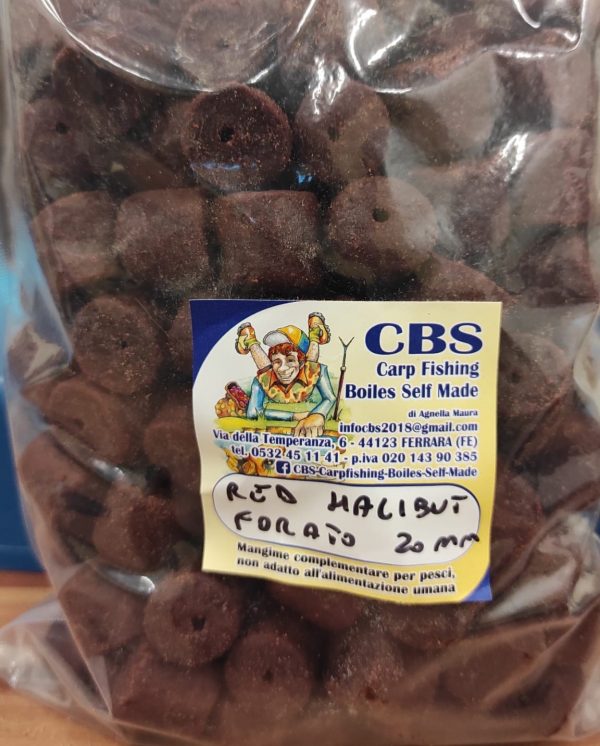 CBS
Carp Fishing
Boiles Self Made
di Agnella Maura
infocbs2018@gmail.com
Via della Temperanza, 6 - 44123 FERRARA (FE)
tel. 0532 45 11 41 - p.iva 020 143 90 385
CBS-Carpfishing-Boiles-Self-Made
RED HALIBUT
FORATO 20 MM
Mangime complementare per pesci,
non adatto all'alimentazione umana